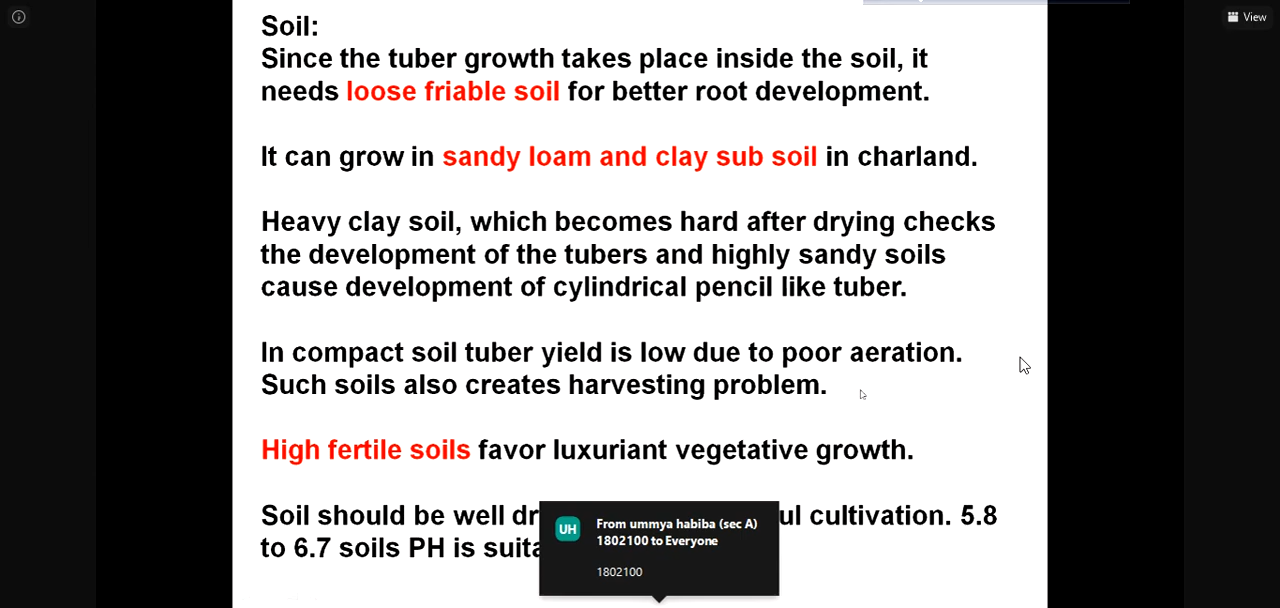 View
Soil:
Since the tuber growth takes place inside the soil, it
needs loose friable soil for better root development.
It can grow in sandy loam and clay sub soil in charland.
Heavy clay soil, which becomes hard after drying checks
the development of the tubers and highly sandy soils
cause development of cylindrical pencil like tuber.
In compact soil tuber yield is low due to poor aeration.
Such soils also creates harvesting problem.
High fertile soils favor luxuriant vegetative growth.
Soil should be well cultivation. 5.8
to 6.7 soils PH is
UH
From ummya habiba (sec A)
1802100 to Everyone
1802100